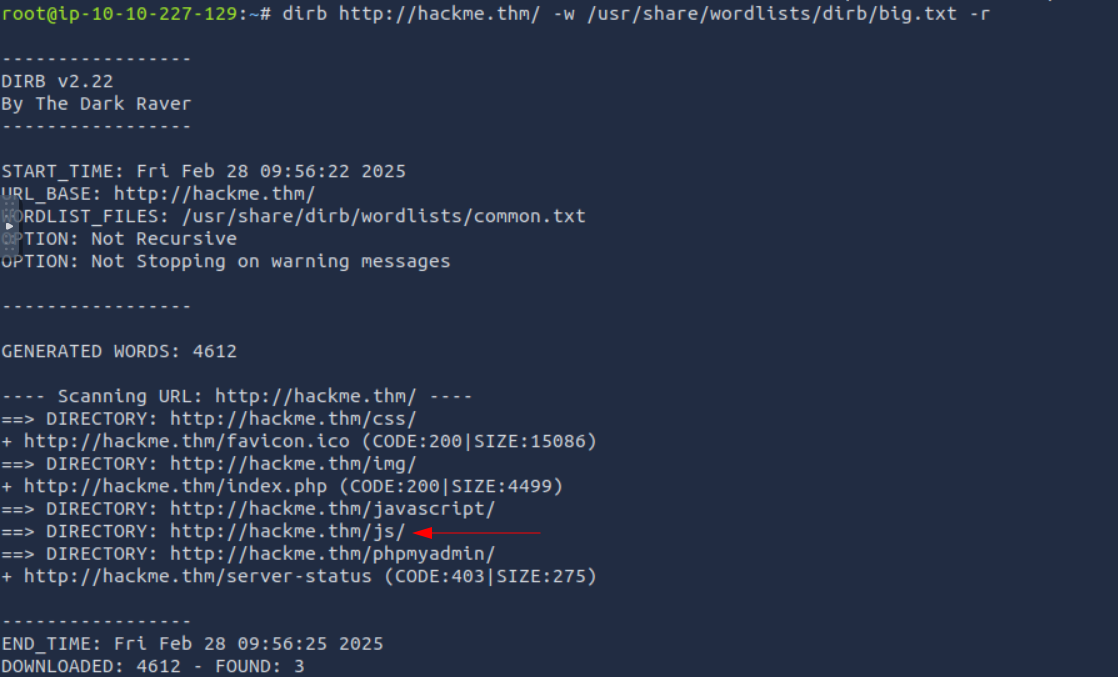 root@ip-10-10-227-129:~# dirb http://hackme.thm/ -w /usr/share/wordlists/dirb/big.txt -r
-----------------
DIRB v2.22
By The Dark Raver
-----------------
START_TIME: Fri Feb 28 09:56:22 2025
URL_BASE: http://hackme.thm/
WORDLIST_FILES: /usr/share/dirb/wordlists/common.txt
OPTION: Not Recursive
OPTION: Not Stopping on warning messages
-----------------
GENERATED WORDS: 4612
---- Scanning URL: http://hackme.thm/ ----
==> DIRECTORY: http://hackme.thm/css/
+ http://hackme.thm/favicon.ico (CODE:200|SIZE:15086)
==> DIRECTORY: http://hackme.thm/img/
+ http://hackme.thm/index.php (CODE:200|SIZE:4499)
==> DIRECTORY: http://hackme.thm/javascript/
==> DIRECTORY: http://hackme.thm/js/
==> DIRECTORY: http://hackme.thm/phpmyadmin/
+ http://hackme.thm/server-status (CODE:403|SIZE:275)
-----------------
END_TIME: Fri Feb 28 09:56:25 2025
DOWNLOADED: 4612 - FOUND: 3